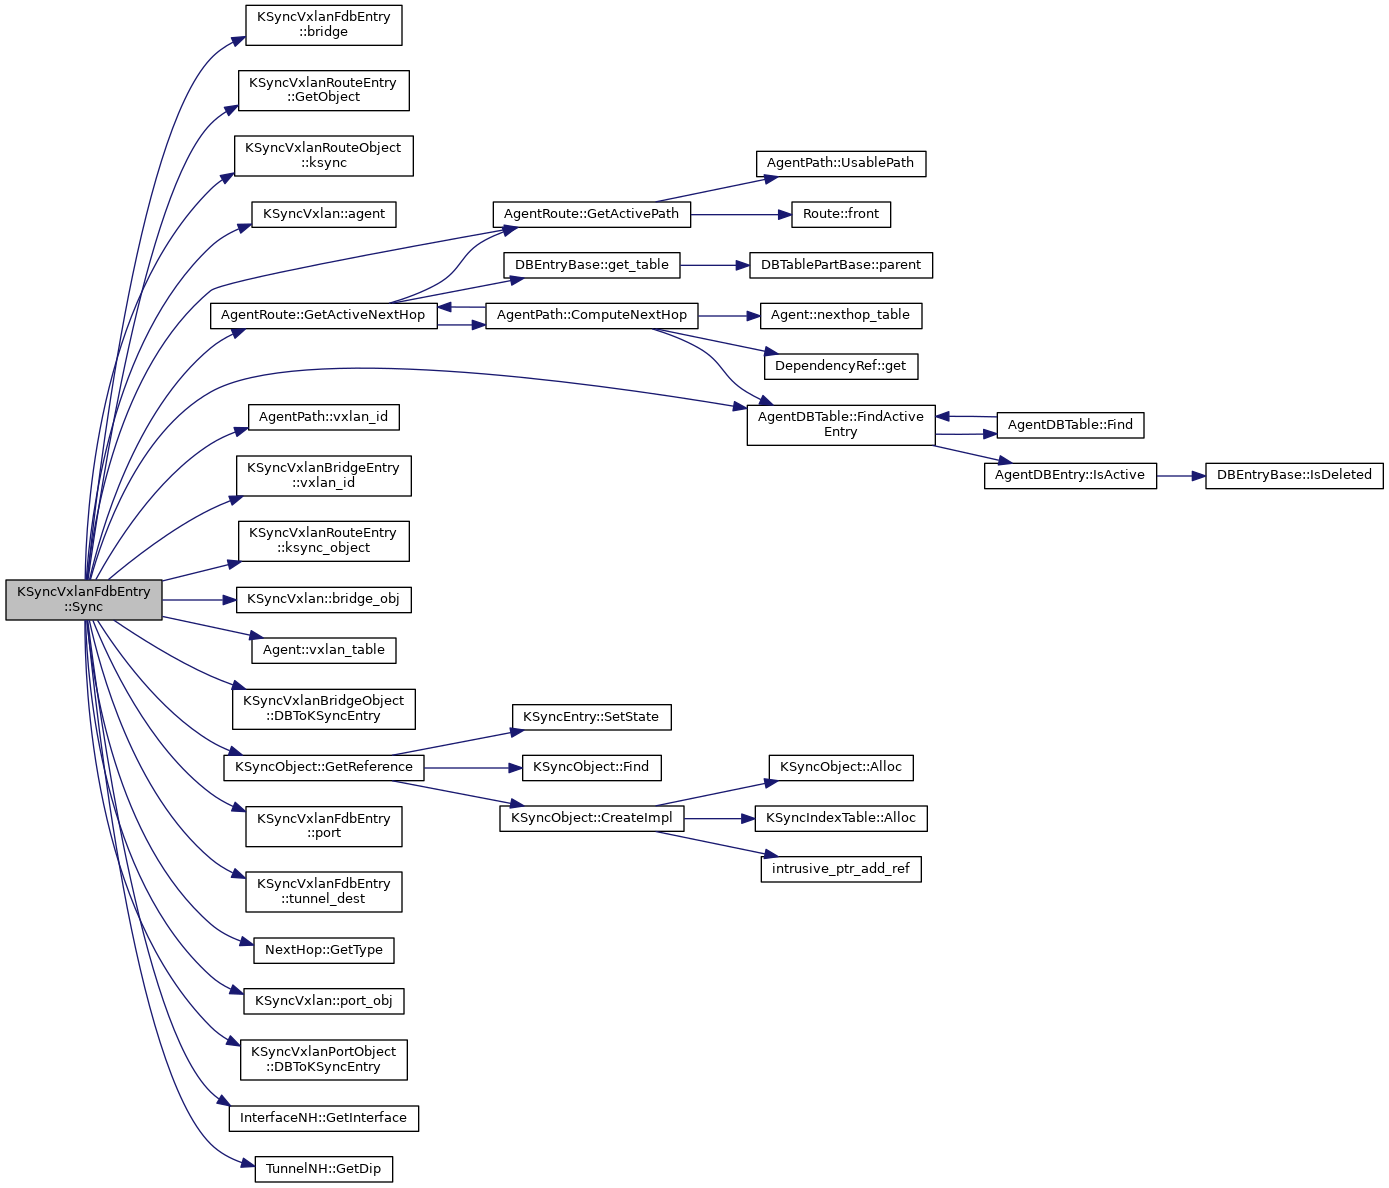 KSyncVxlanFdbEntry
::Sync
KSyncVxlanFdbEntry
::bridge
KSyncVxlanRouteEntry
::GetObject
KSyncVxlanRouteObject
::ksync
KSyncVxlan::agent
AgentRoute::GetActiveNextHop
AgentPath::vxlan_id
KSyncVxlanBridgeEntry
::vxlan_id
KSyncVxlanRouteEntry
::ksync_object
KSyncVxlan::bridge_obj
Agent::vxlan_table
KSyncVxlanBridgeObject
::DBToKSyncEntry
KSyncObject::GetReference
KSyncVxlanFdbEntry
::port
KSyncVxlanFdbEntry
::tunnel_dest
NextHop::GetType
KSyncVxlan::port_obj
KSyncVxlanPortObject
::DBToKSyncEntry
InterfaceNH::GetInterface
TunnelNH::GetDip
AgentRoute::GetActivePath
DBEntryBase::get_table
AgentPath::ComputeNextHop
KSyncEntry::SetState
KSyncObject::Find
KSyncObject::CreateImpl
AgentPath::UsablePath
Route::front
DBTablePartBase::parent
Agent::nexthop_table
DependencyRef::get
AgentDBTable::FindActive
Entry
KSyncObject::Alloc
KSyncIndexTable::Alloc
intrusive_ptr_add_ref
AgentDBTable::Find
AgentDBEntry::IsActive
DBEntryBase::IsDeleted